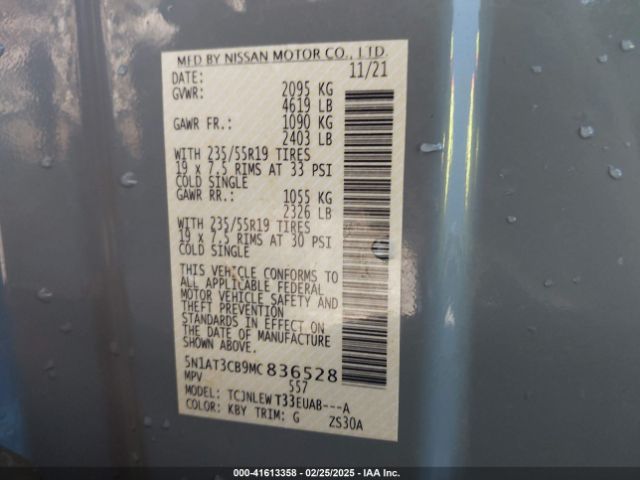 MFD BY NISSAN MOTOR CO., LTD.
DATE: 11/21
GVWR: 2095 KG
4619 LB
GAWR FR.: 1090 KG
2403 LB
WITH 235/55R19 TIRES
19 x 7.5 RIMS AT 33 PSI
COLD SINGLE
GAWR RR.: 1055 KG
2326 LB
WITH 235/55R19 TIRES
19 x 7.5 RIMS AT 30 PSI
COLD SINGLE
THIS VEHICLE CONFORMS TO
ALL APPLICABLE FEDERAL
MOTOR VEHICLE SAFETY AND
THEFT PREVENTION
STANDARDS IN EFFECT ON
THE DATE OF MANUFACTURE
SHOWN ABOVE.
5N1AT3CB9MC 836528
MPV 557
MODEL: TCJNLEW T33EUAB---A
COLOR: KBY TRIM: G ZS30A
000-41613358 - 02/25/2025 - IAA Inc.